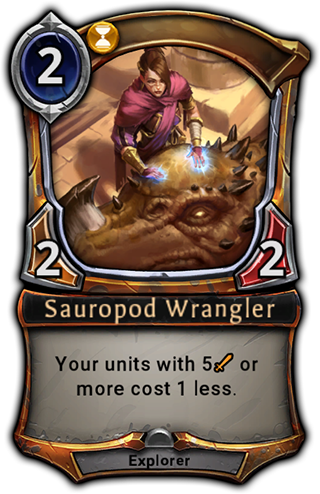 2
2
2
Sauropod Wrangler
Your units with 5 or
more cost 1 less.
Explorer